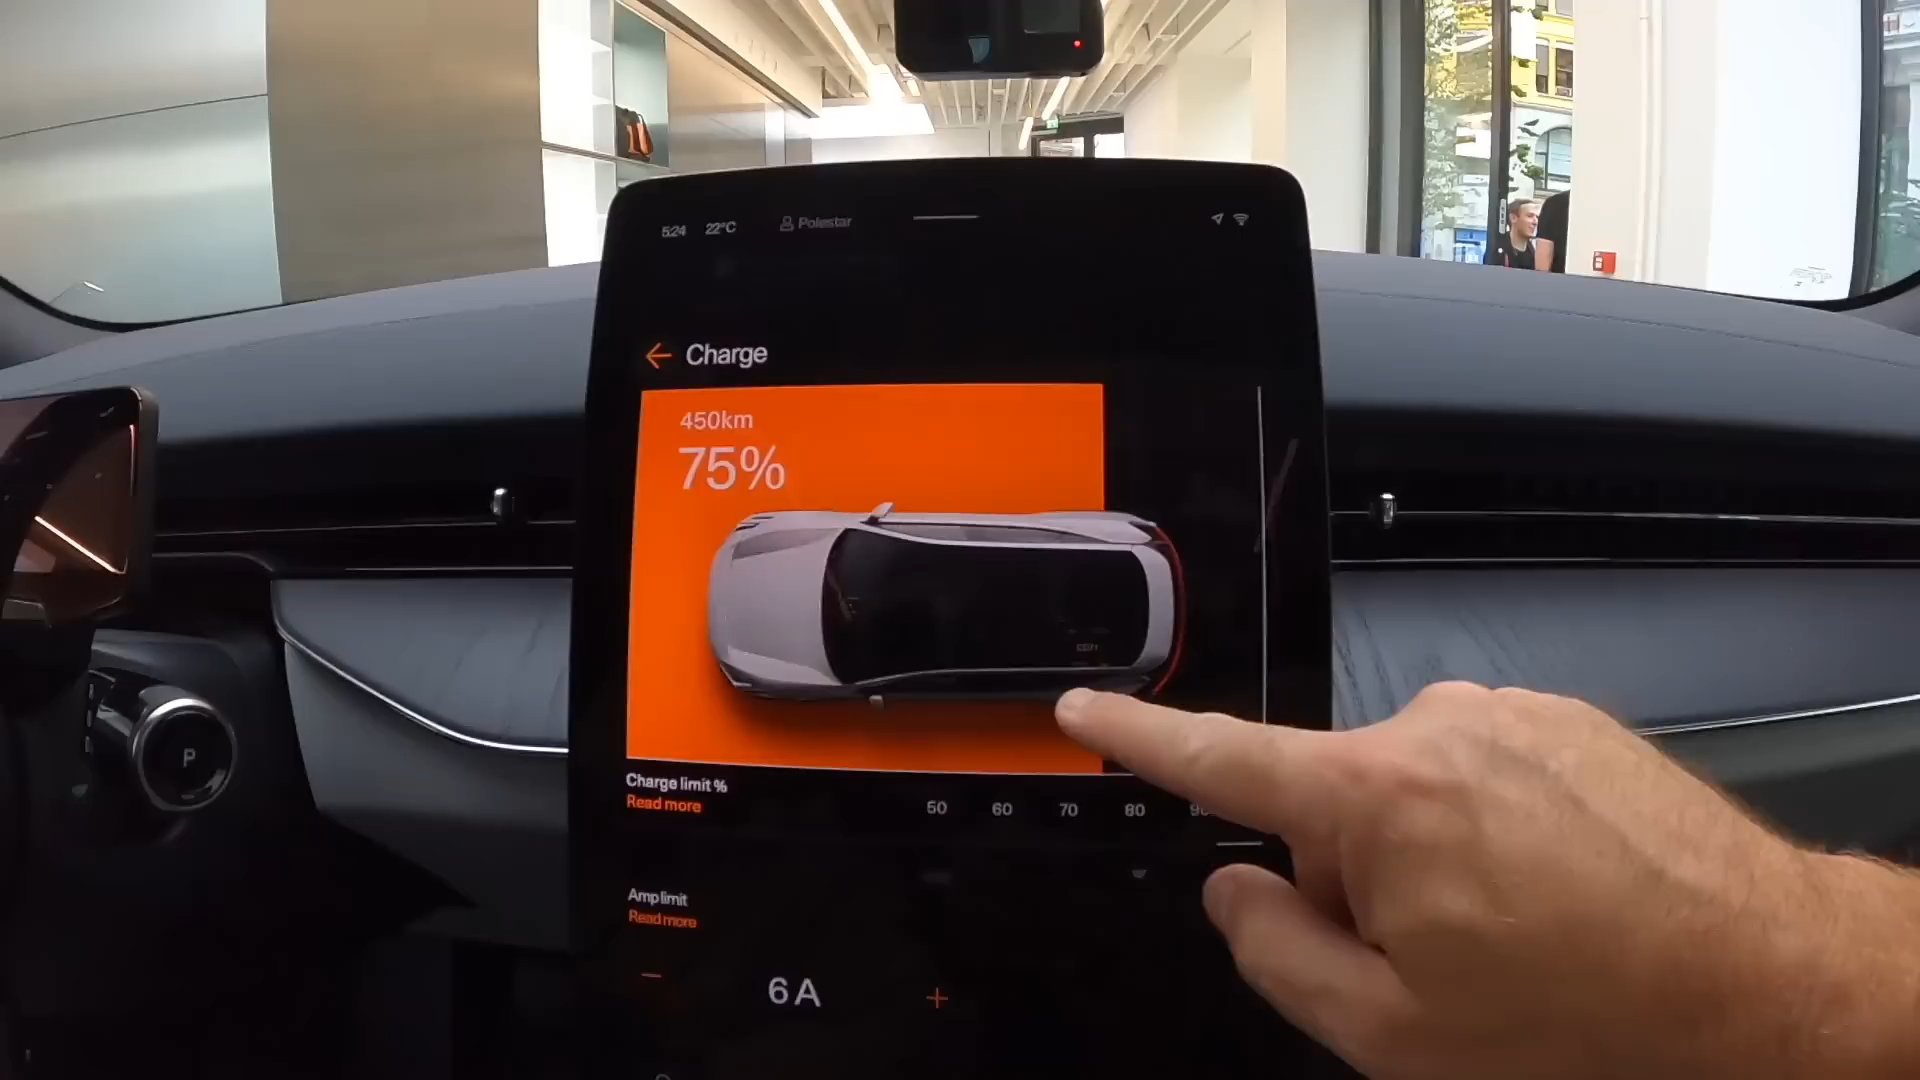 5:24 22°C Polestar
Charge
450km
75%
Charge limit %
Read more
50 60 70 80 90
Amp limit
Read more
− 6 A +
P